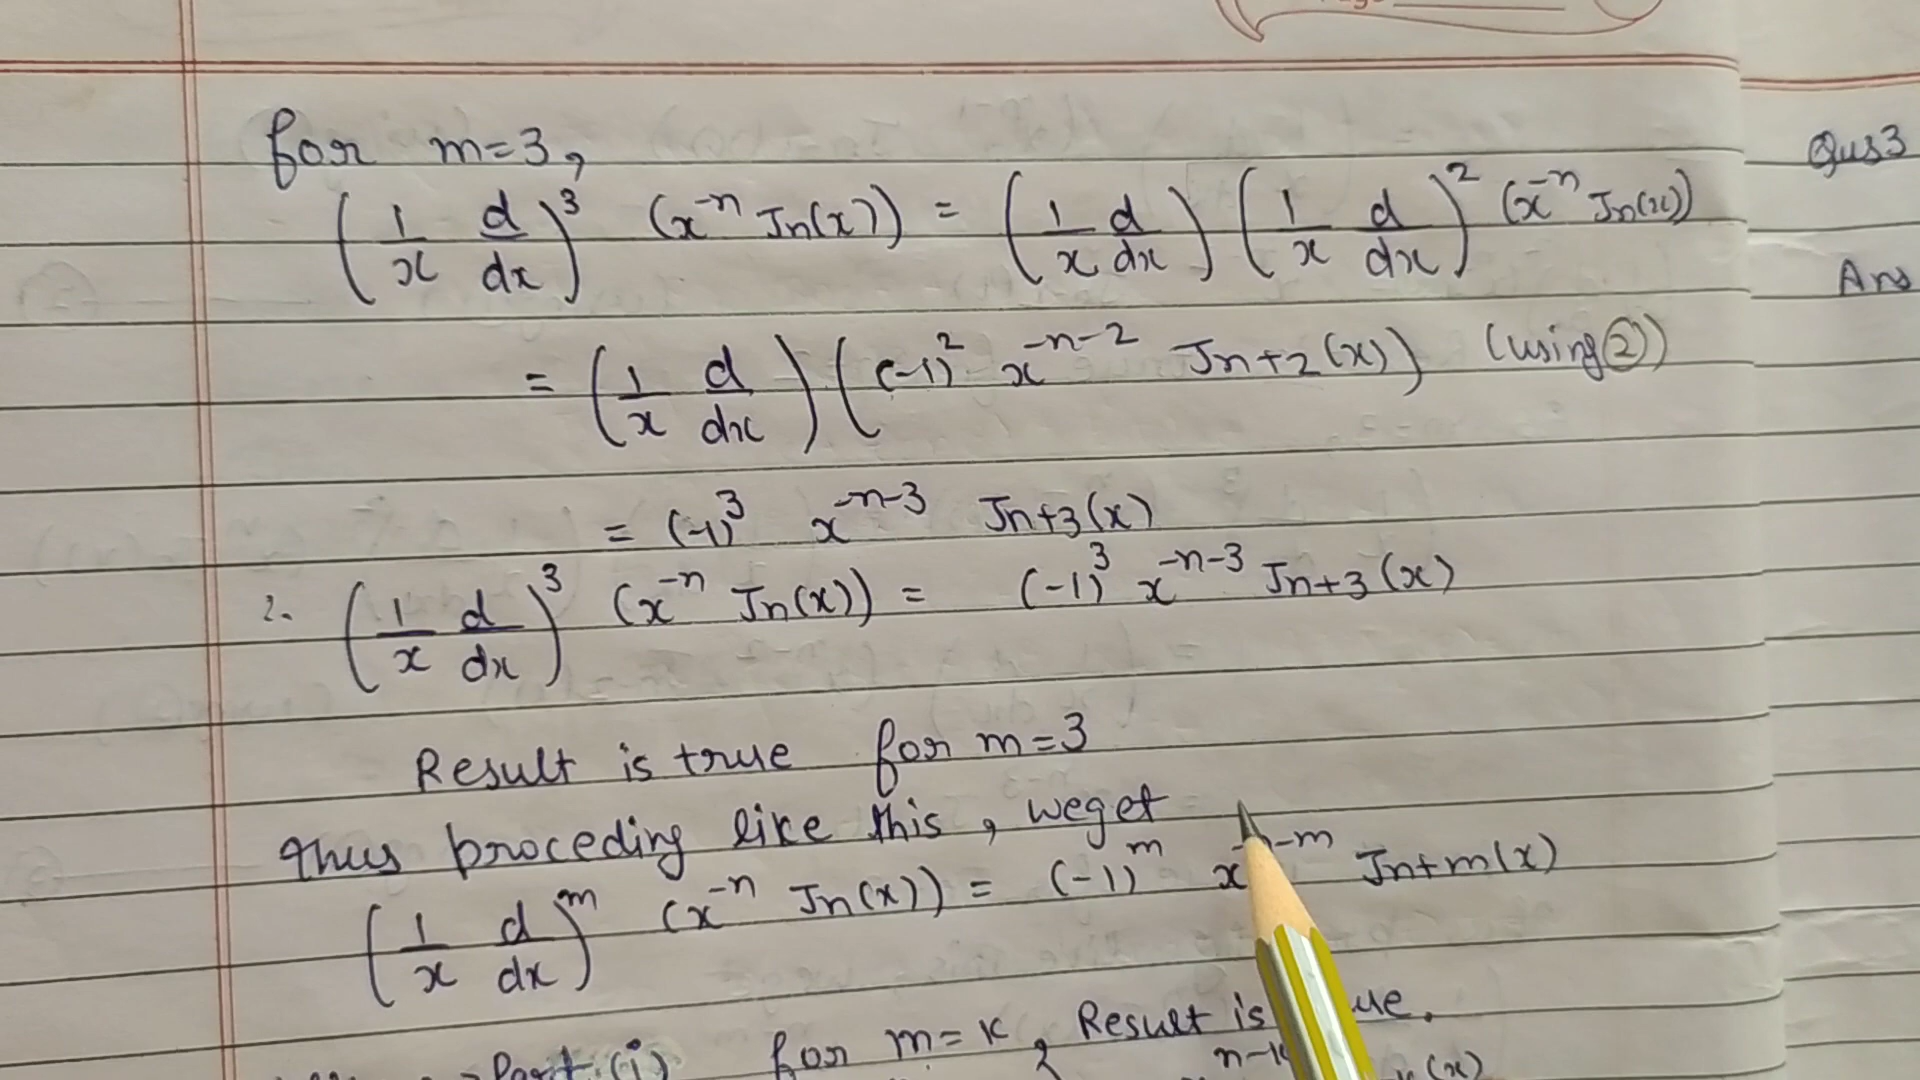 for m=3,
(1/x d/dx)³ (x⁻ⁿ Jn(x)) = (1/x d/dx) (1/x d/dx)² (x⁻ⁿ Jn(x))
= (1/x d/dx) ((-1)² x⁻ⁿ⁻² Jn+2(x)) (using ②)
= (-1)³ x⁻ⁿ⁻³ Jn+3(x)
(1/x d/dx)³ (x⁻ⁿ Jn(x)) = (-1)³ x⁻ⁿ⁻³ Jn+3(x)
Result is true for m=3
thus proceding like this, we get
(1/x d/dx)ᵐ (x⁻ⁿ Jn(x)) = (-1)ᵐ x⁻ⁿ⁻ᵐ Jn+m(x)
Part (i) for m=K, Result is
n-K (x)
Qus3
Ans